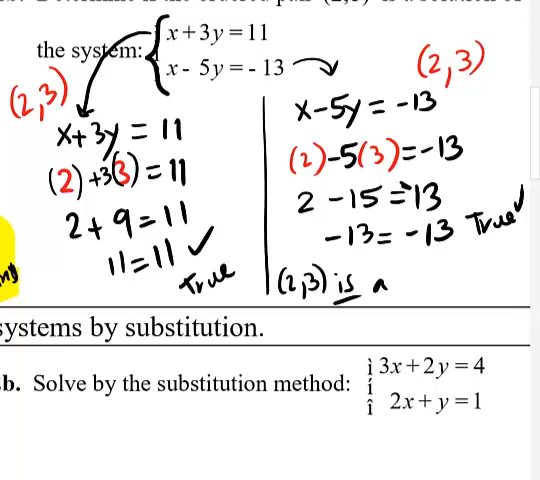 the system: { x + 3y = 11
x - 5y = - 13
(2,3)
x + 3y = 11
(2) + 3(3) = 11
2 + 9 = 11
11 = 11 ✓
True
(2,3)
x - 5y = -13
(2) - 5(3) = -13
2 - 15 = -13
-13 = -13 True ✓
(2,3) is a
systems by substitution.
b. Solve by the substitution method: 3x + 2y = 4
2x + y = 1